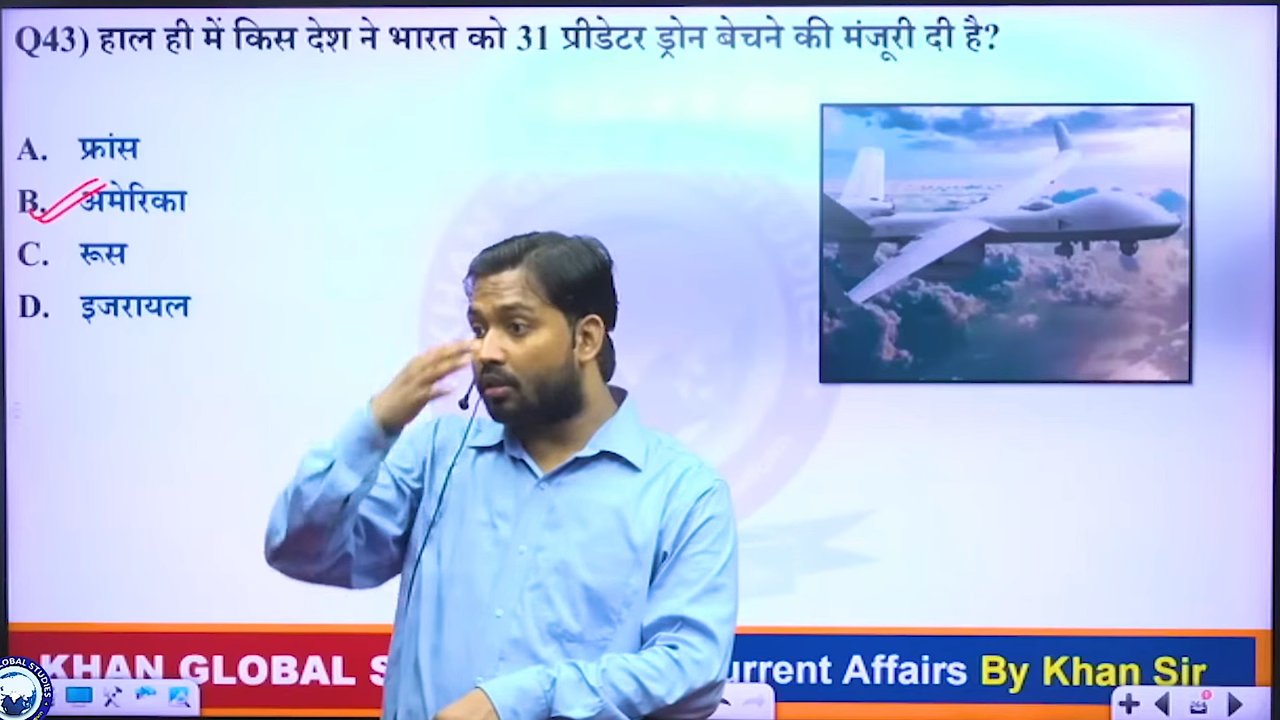 Q43) हाल ही में किस देश ने भारत को 31 प्रीडेटर ड्रोन बेचने की मंजूरी दी है?
A. फ्रांस
B. अमेरिका
C. रूस
D. इजरायल
KHAN GLOBAL S
urrent Affairs By Khan Sir